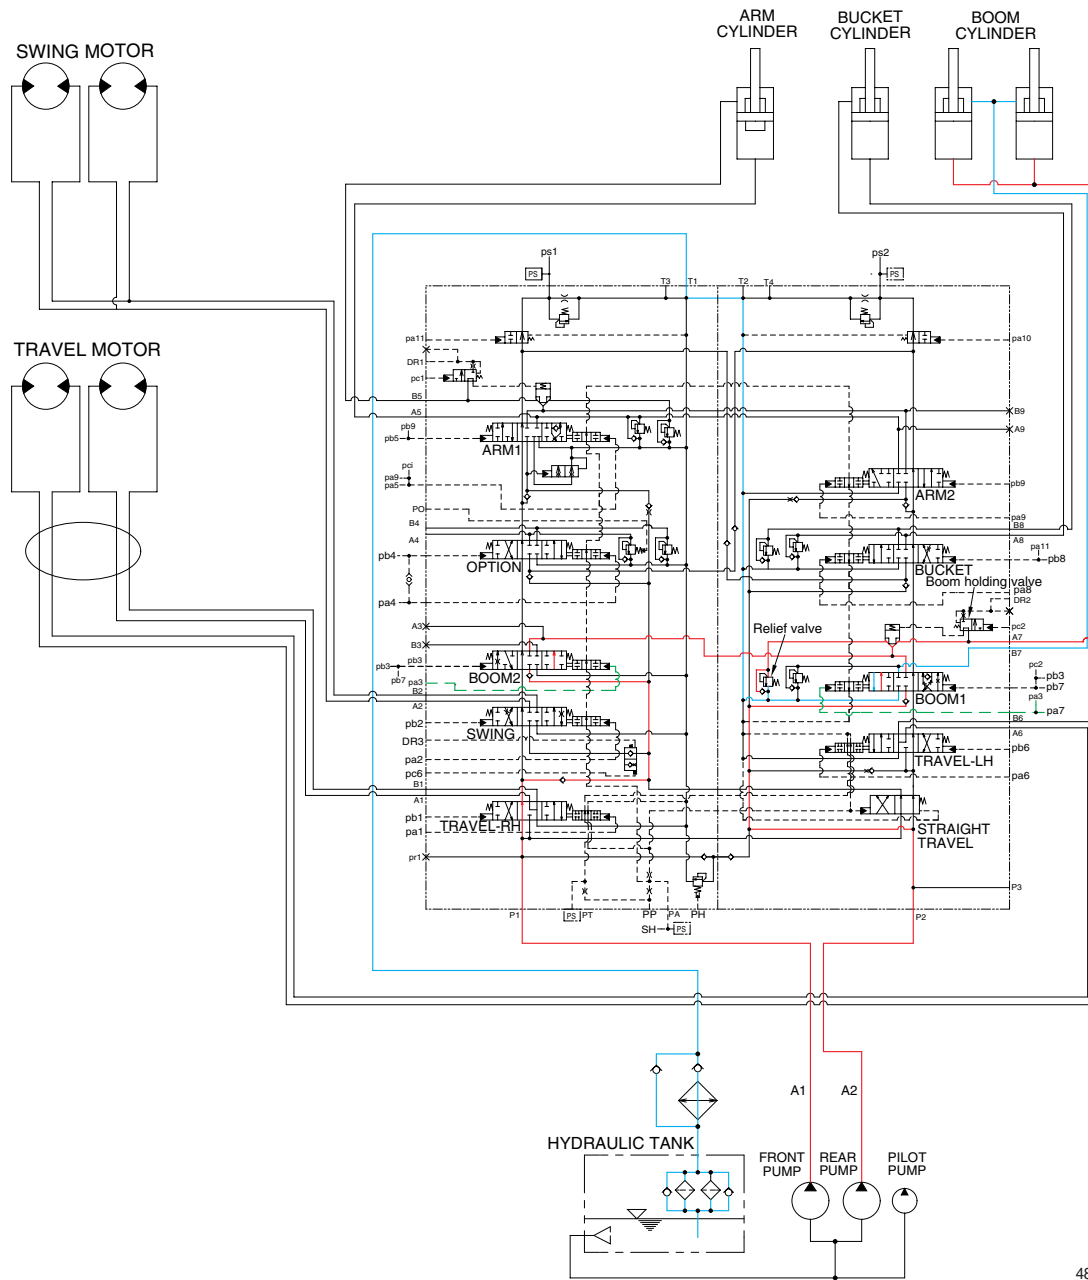 ARM
CYLINDER
BUCKET
CYLINDER
BOOM
CYLINDER
SWING MOTOR
TRAVEL MOTOR
ps1
PS
T3
T1
T2
T4
ps2
PS
pa11
pa10
DR1
pc1
B5
A5
B9
A9
pb9
pb5
ARM1
pci
pa9
pa5
ARM2
pb9
pa9
PO
B4
A4
B8
A8
pb4
OPTION
BUCKET
pa11
pb8
Boom holding valve
pa4
pa8
DR2
A3
Relief valve
pc2
A7
B3
B7
pb3
pb3
pb7
BOOM2
pc2
pb3
pb7
BOOM1
pa3
B2
pa3
pa7
A2
SWING
B6
pb2
A6
DR3
TRAVEL-LH
pb6
pa2
pc6
pa6
B1
A1
pb1
TRAVEL-RH
pa1
STRAIGHT
TRAVEL
pr1
P3
P1
PS
PT
PP
PA
PH
P2
SH
PS
A1
A2
HYDRAULIC TANK
FRONT
PUMP
REAR
PUMP
PILOT
PUMP
48